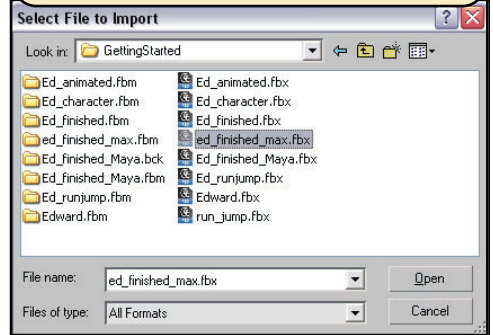 Select File to Import
Look in: GettingStarted
Ed_animated.fbm Ed_animated.fbx
Ed_character.fbm Ed_character.fbx
Ed_finished.fbm Ed_finished.fbx
ed_finished_max.fbm ed_finished_max.fbx
Ed_finished_Maya.bck Ed_finished_Maya.fbx
Ed_finished_Maya.fbm Ed_runjump.fbx
Ed_runjump.fbm Edward.fbx
Edward.fbm run_jump.fbx
File name: ed_finished_max.fbx Open
Files of type: All Formats Cancel